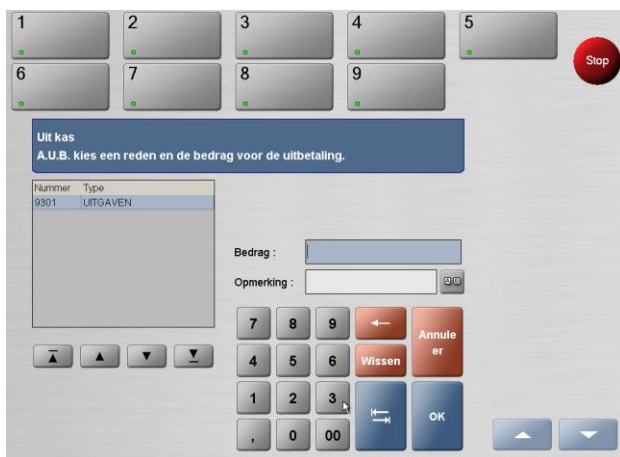 1 2 3 4 5
Stop
6 7 8 9
Uit kas
A.U.B. kies een reden en de bedrag voor de uitbetaling.
Nummer Type
9301 UITGAVEN
Bedrag :
Opmerking :
7 8 9
Annule
er
4 5 6 Wissen
1 2 3
OK
, 0 00